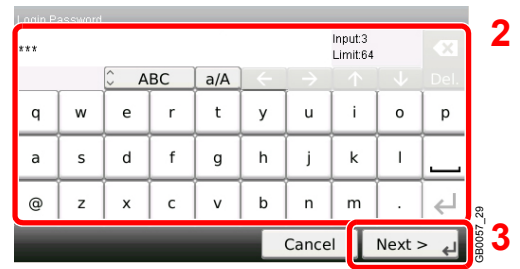 Login Password
***
Input:3
Limit:64
ABC a/A ← → ↑ ↓ Del.
q w e r t y u i o p
a s d f g h j k l
@ z x c v b n m .
Cancel Next >
2
3
GB0057_29